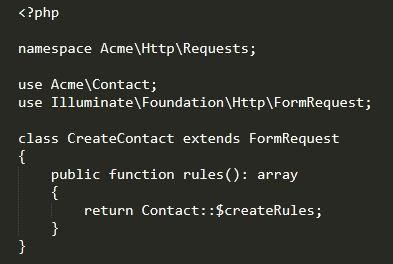 <?php
namespace Acme\Http\Requests;
use Acme\Contact;
use Illuminate\Foundation\Http\FormRequest;
class CreateContact extends FormRequest
{
    public function rules(): array
    {
        return Contact::$createRules;
    }
}